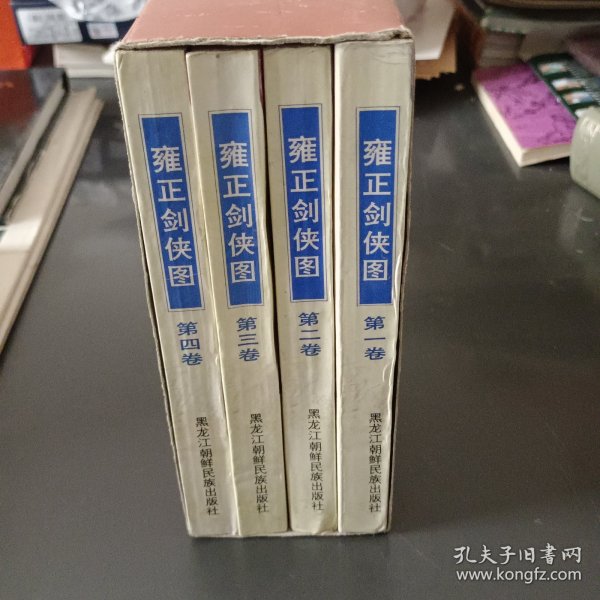 雍正剑侠图
第四卷
黑龙江朝鲜民族出版社
雍正剑侠图
第三卷
黑龙江朝鲜民族出版社
雍正剑侠图
第二卷
黑龙江朝鲜民族出版社
雍正剑侠图
第一卷
黑龙江朝鲜民族出版社
孔夫子旧书网
www.kongfz.com